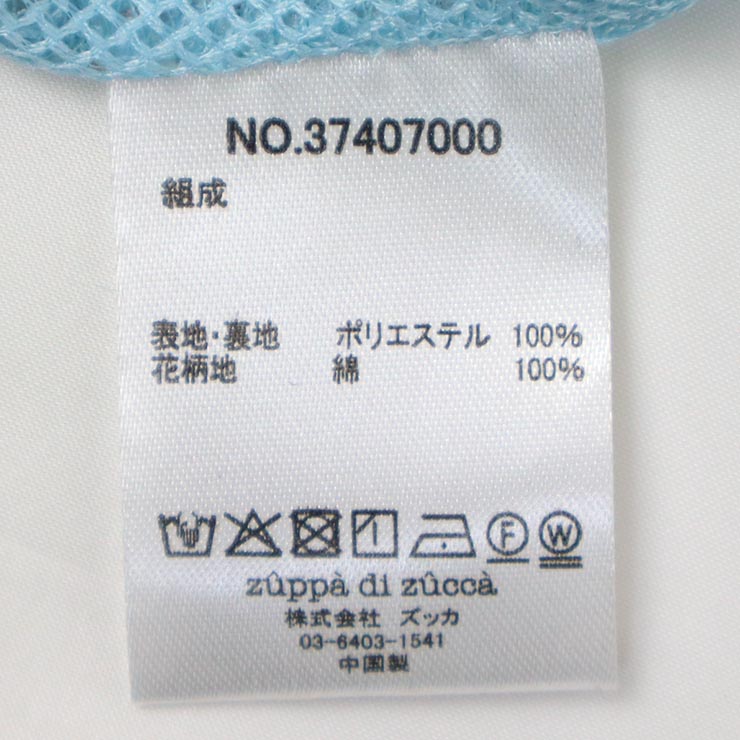 NO.37407000
組成
表地・裏地 ポリエステル 100%
花柄地 綿 100%
F W
zûppà di zûccà
株式会社 ズッカ
03-6403-1541
中国製